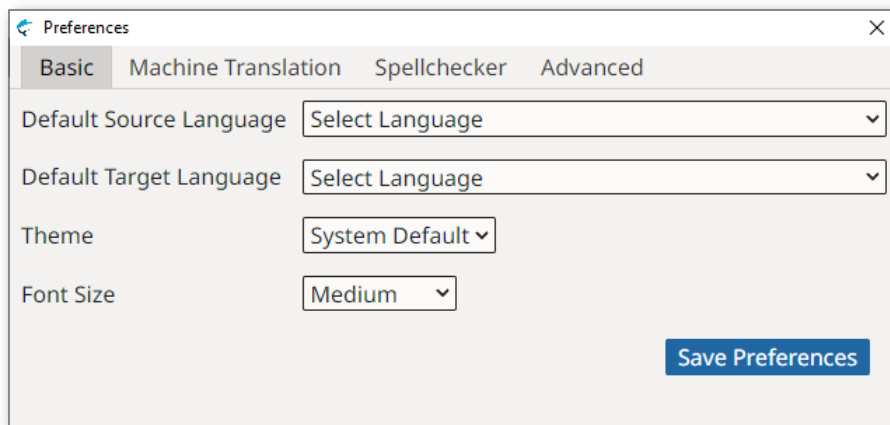 Preferences
Basic Machine Translation Spellchecker Advanced
Default Source Language Select Language
Default Target Language Select Language
Theme System Default
Font Size Medium
Save Preferences